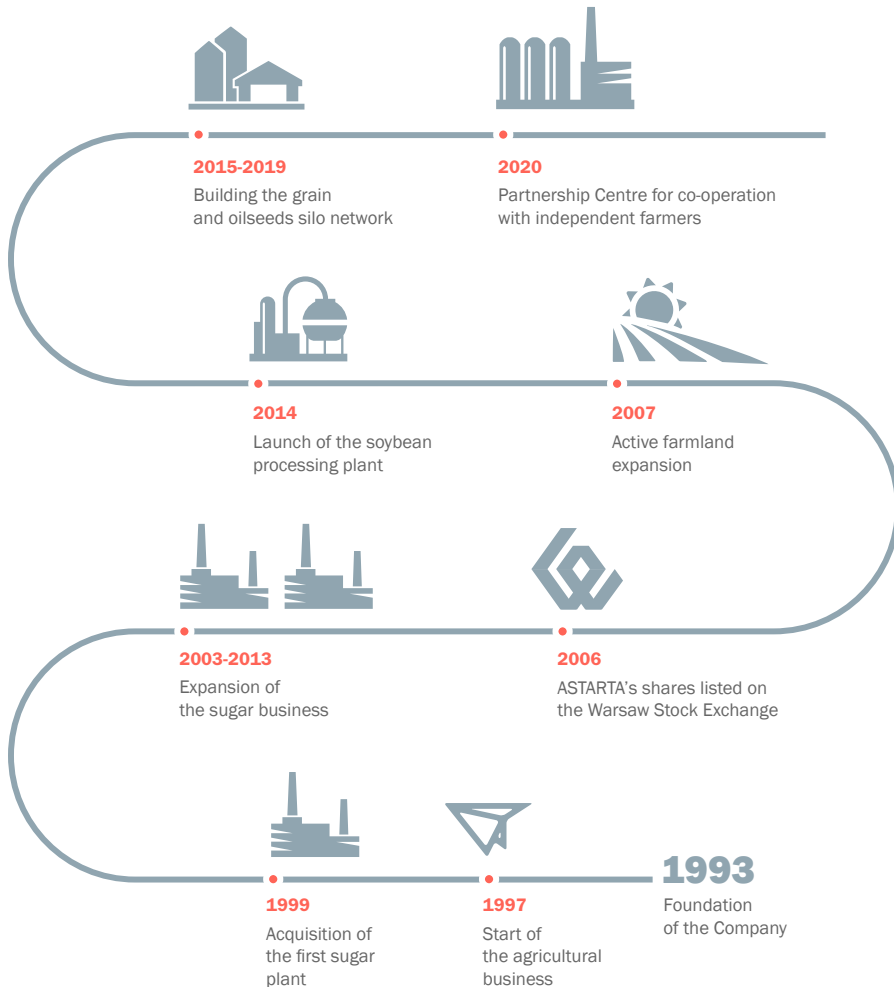 2015-2019
Building the grain
and oilseeds silo network
2020
Partnership Centre for co-operation
with independent farmers
2014
Launch of the soybean
processing plant
2007
Active farmland
expansion
2003-2013
Expansion of
the sugar business
2006
ASTARTA's shares listed on
the Warsaw Stock Exchange
1999
Acquisition of
the first sugar
plant
1997
Start of
the agricultural
business
1993
Foundation
of the Company